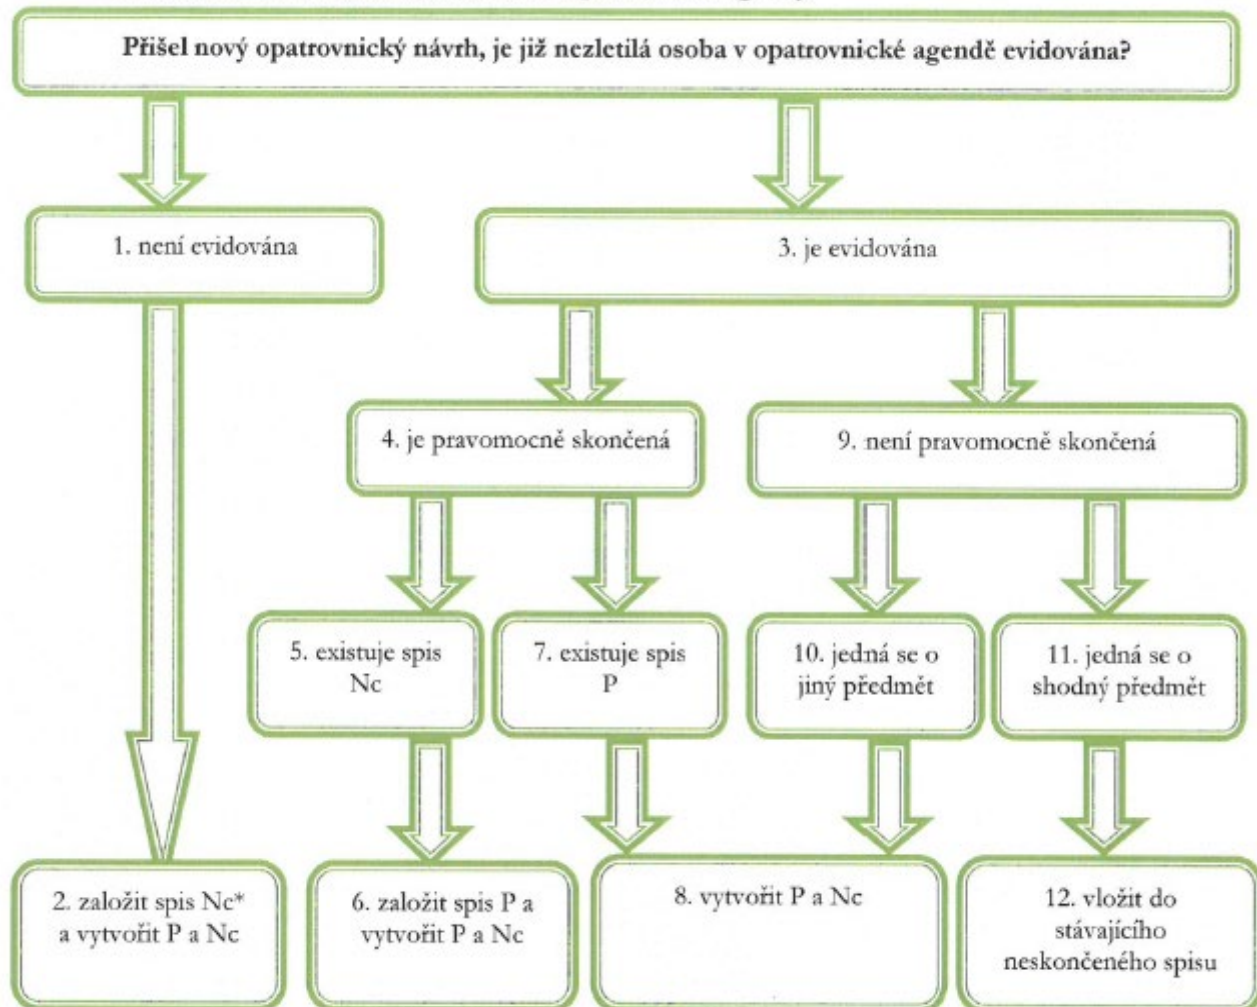 Přišel nový opatrovnický návrh, je již nezletilá osoba v opatrovnické agendě evidována?
1. není evidována
3. je evidována
4. je pravomocně skončená
9. není pravomocně skončená
5. existuje spis
Nc
7. existuje spis
P
10. jedná se o
jiný předmět
11. jedná se o
shodný předmět
2. založit spis Nc*
a vytvořit P a Nc
6. založit spis P a
vytvořit P a Nc
8. vytvořit P a Nc
12. vložit do
stávajícího
neskončeného spisu